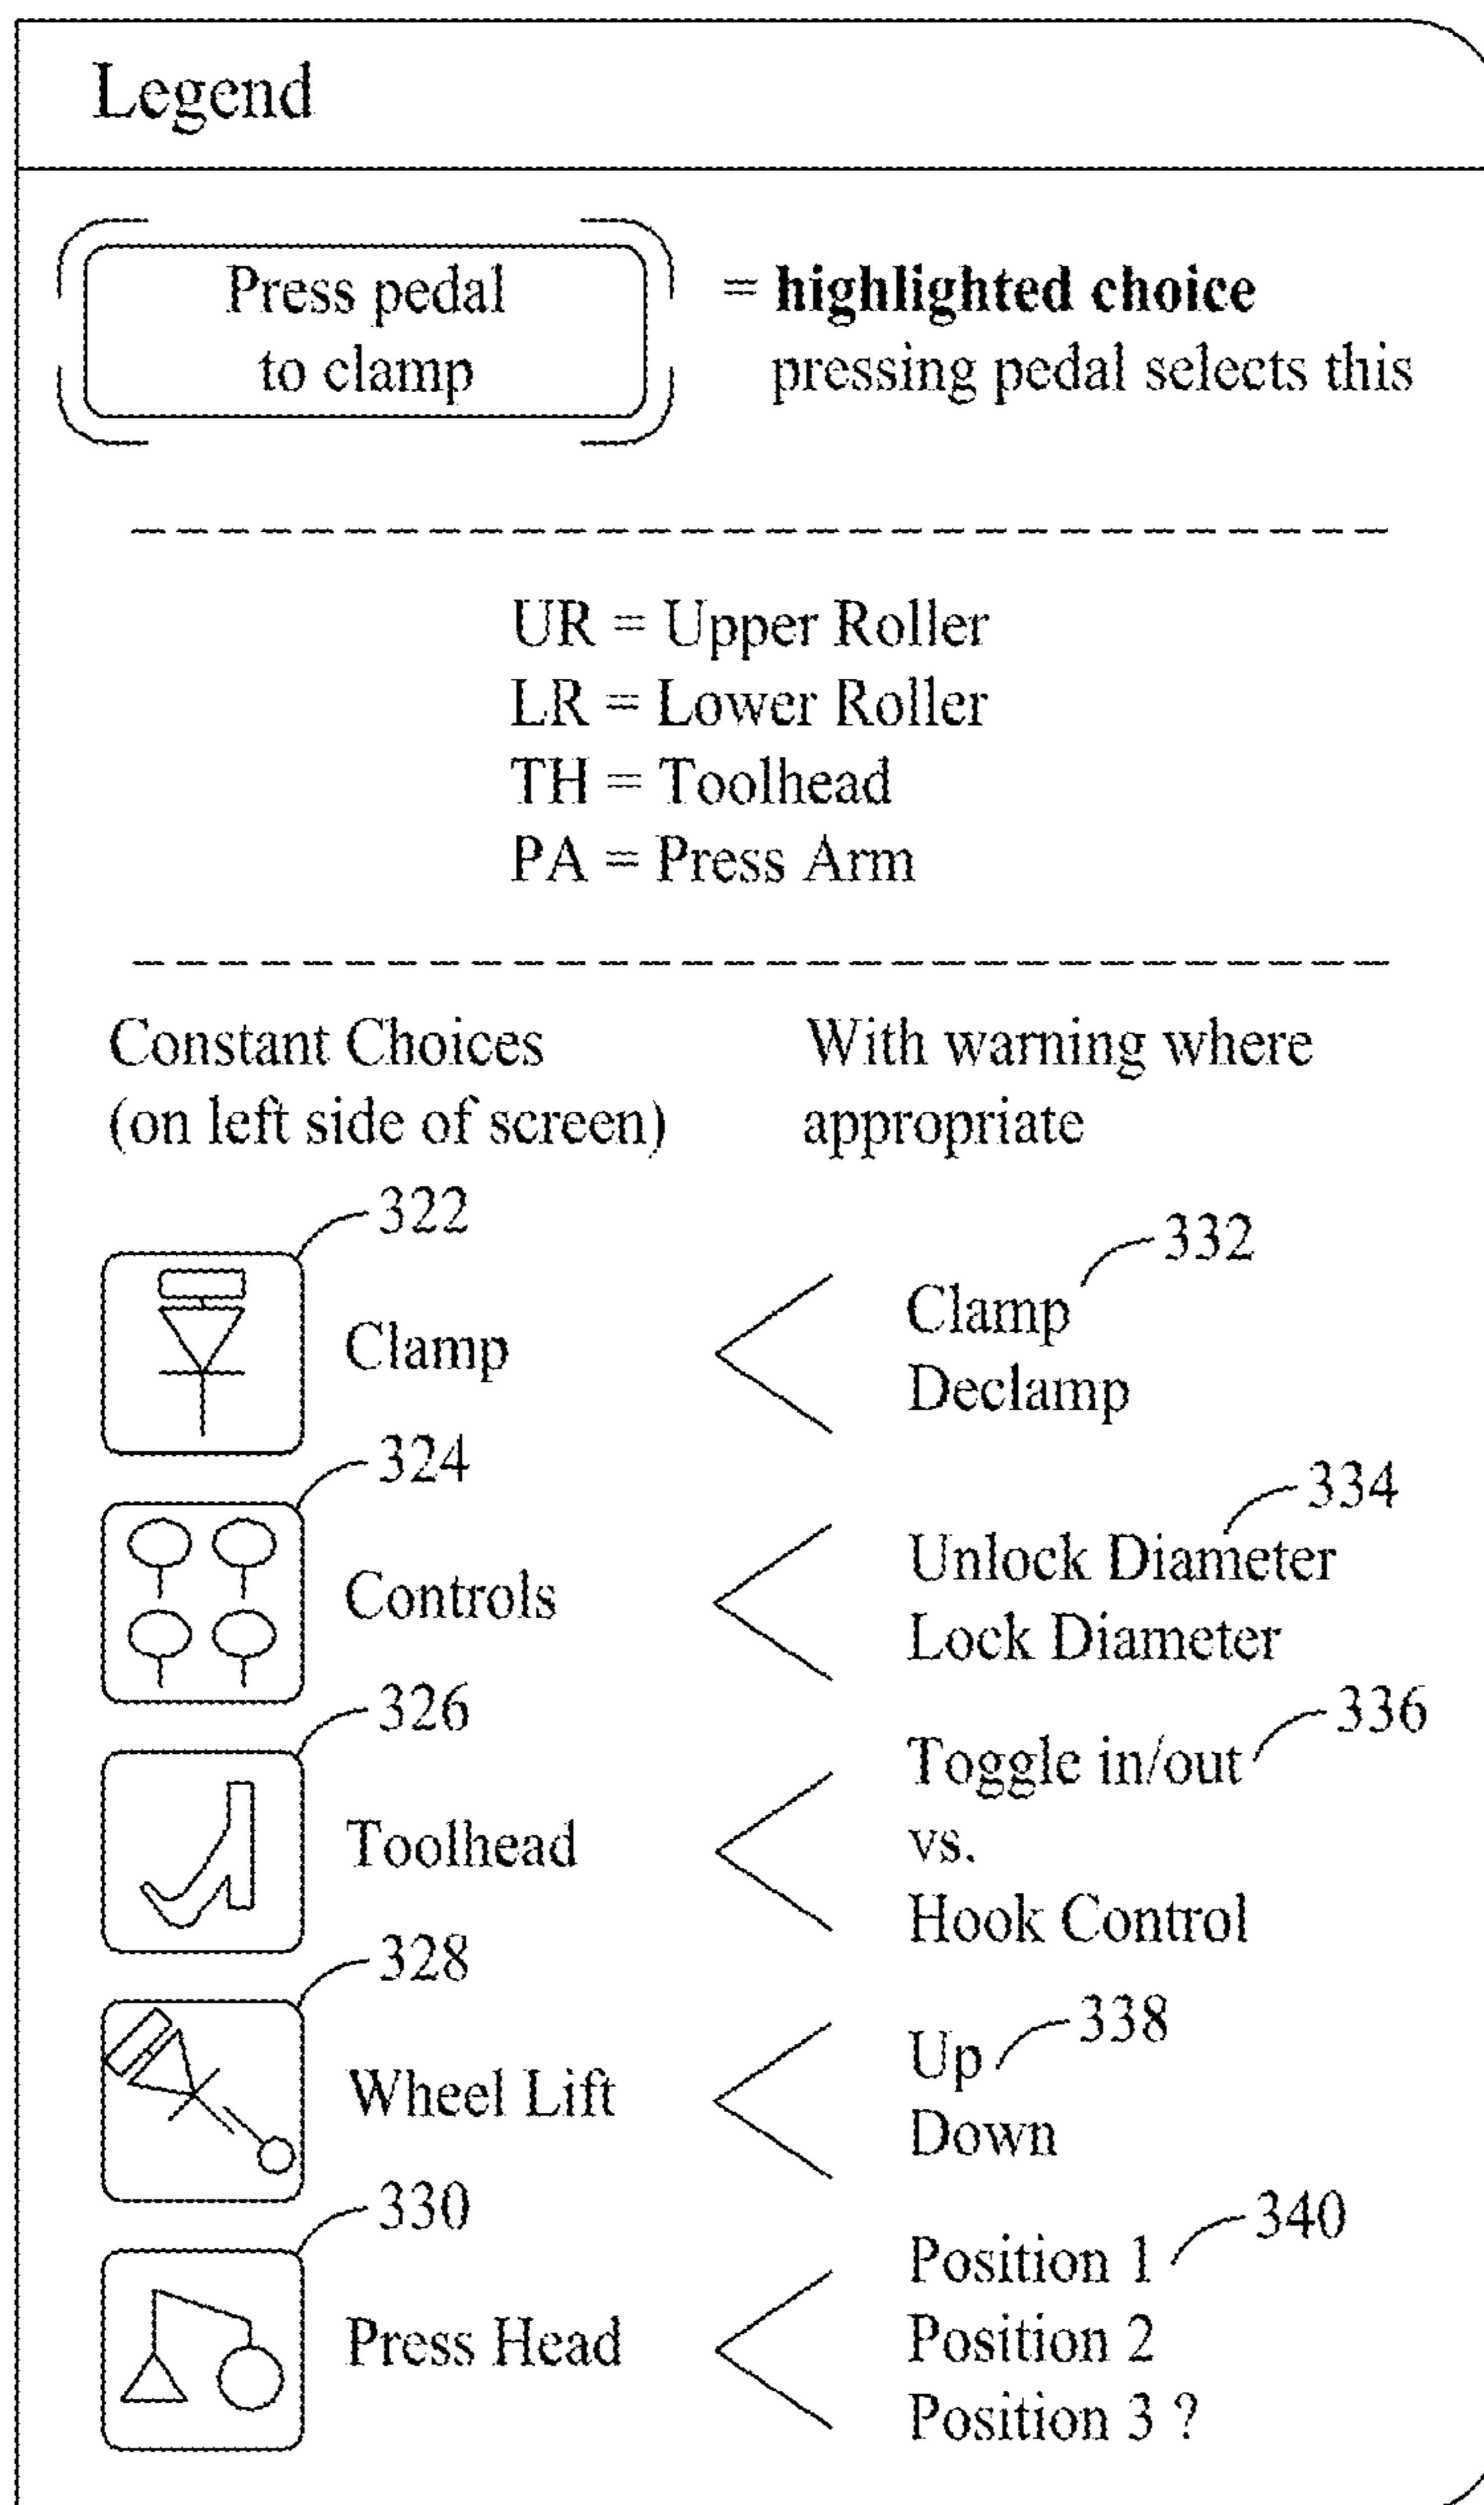 Legend
Press pedal
to clamp
= highlighted choice
pressing pedal selects this
UR = Upper Roller
LR = Lower Roller
TH = Toolhead
PA = Press Arm
Constant Choices
(on left side of screen)
With warning where
appropriate
322
Clamp
332
Clamp
Declamp
324
Controls
334
Unlock Diameter
Lock Diameter
326
Toolhead
336
Toggle in/out
vs.
Hook Control
328
Wheel Lift
338
Up
Down
330
Press Head
340
Position 1
Position 2
Position 3 ?